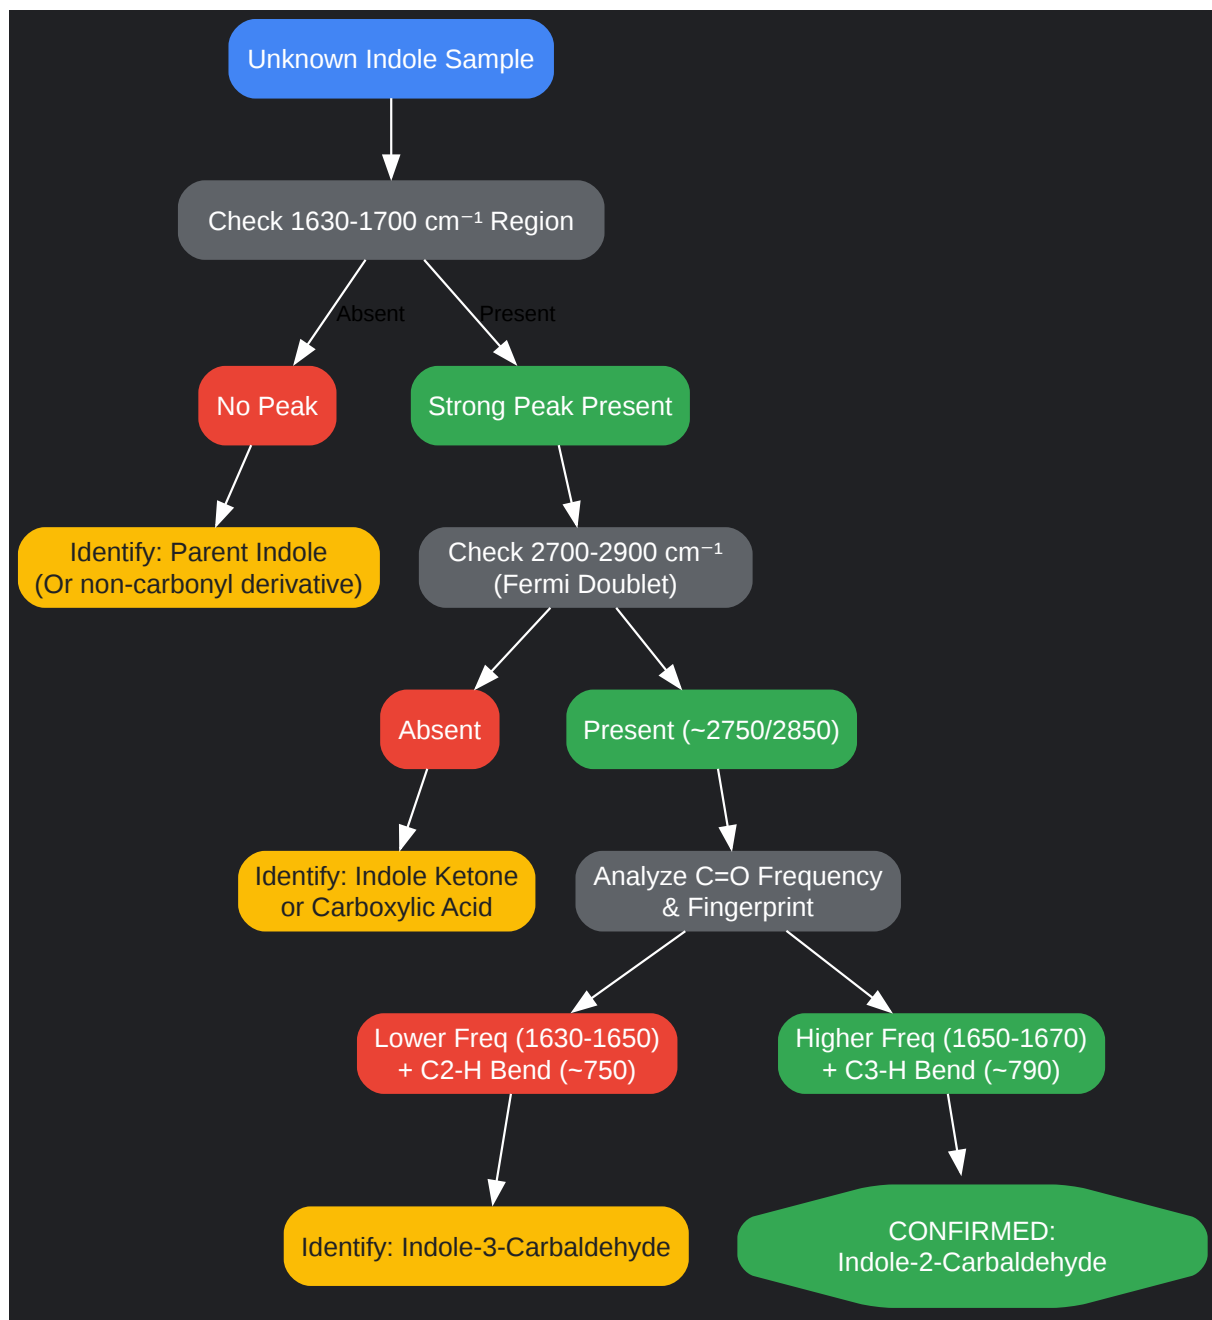 Unknown Indole Sample
Check 1630-1700 cm⁻¹ Region
Absent
Present
No Peak
Strong Peak Present
Identify: Parent Indole
(Or non-carbonyl derivative)
Check 2700-2900 cm⁻¹
(Fermi Doublet)
Absent
Present (~2750/2850)
Identify: Indole Ketone
or Carboxylic Acid
Analyze C=O Frequency
& Fingerprint
Lower Freq (1630-1650)
+ C2-H Bend (~750)
Higher Freq (1650-1670)
+ C3-H Bend (~790)
Identify: Indole-3-Carbaldehyde
CONFIRMED:
Indole-2-Carbaldehyde